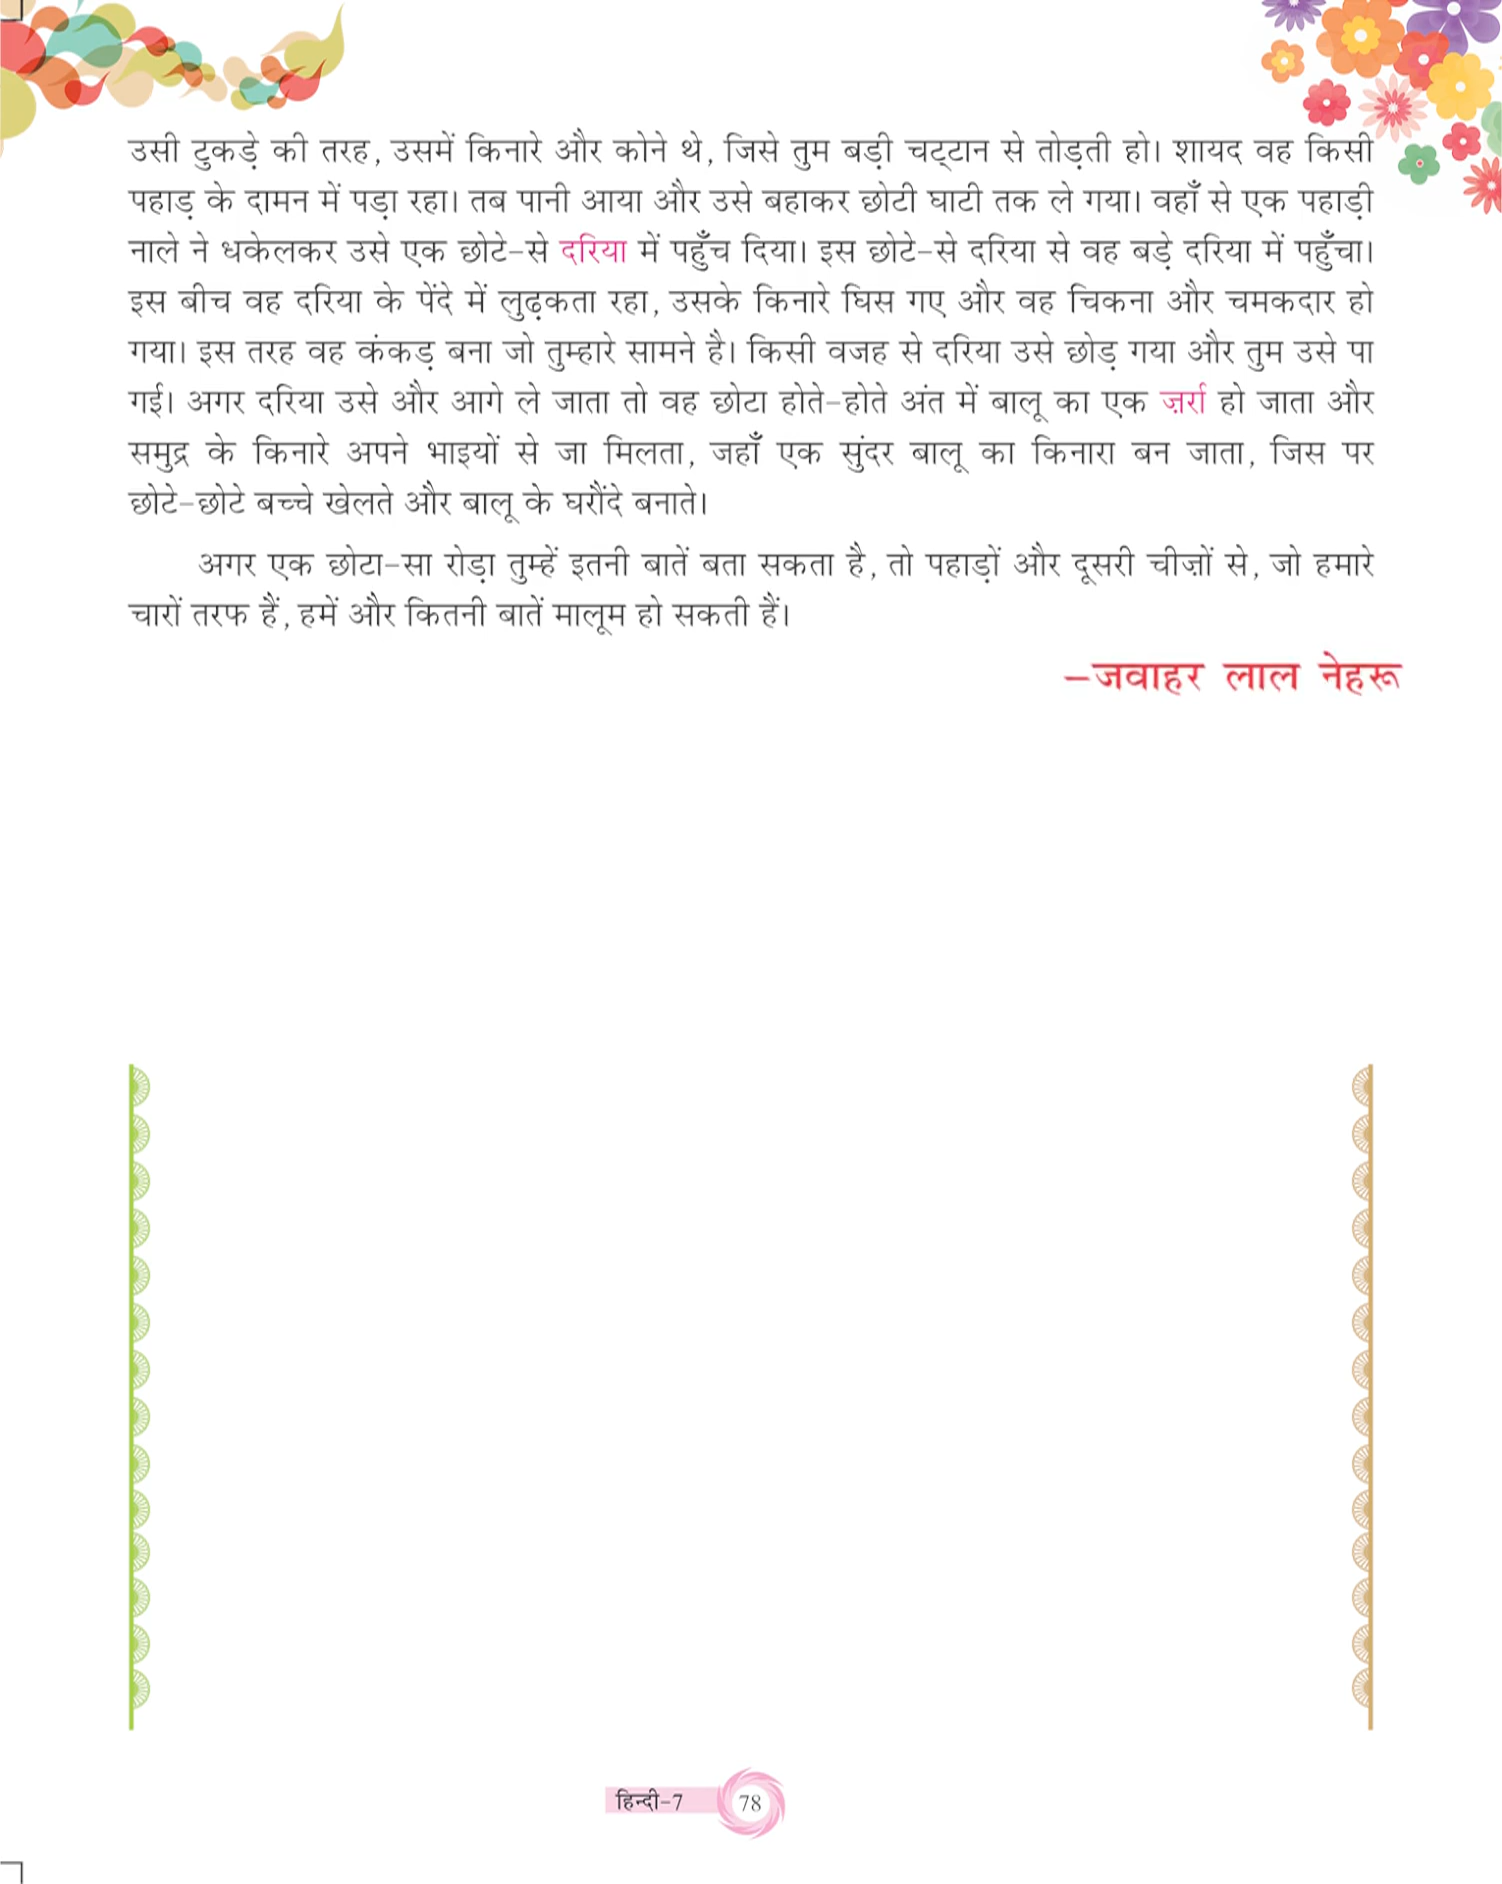 उसी टुकड़े की तरह, उसमें किनारे और कोने थे, जिसे तुम बड़ी चट्टान से तोड़ती हो। शायद वह किसी
पहाड़ के दामन में पड़ा रहा। तब पानी आया और उसे बहाकर छोटी घाटी तक ले गया। वहाँ से एक पहाड़ी
नाले ने धकेलकर उसे एक छोटे-से दरिया में पहुँच दिया। इस छोटे-से दरिया से वह बड़े दरिया में पहुँचा।
इस बीच वह दरिया के पेंदे में लुढ़कता रहा, उसके किनारे घिस गए और वह चिकना और चमकदार हो
गया। इस तरह वह कंकड़ बना जो तुम्हारे सामने है। किसी वजह से दरिया उसे छोड़ गया और तुम उसे पा
गई। अगर दरिया उसे और आगे ले जाता तो वह छोटा होते-होते अंत में बालू का एक ज़र्रा हो जाता और
समुद्र के किनारे अपने भाइयों से जा मिलता, जहाँ एक सुंदर बालू का किनारा बन जाता, जिस पर
छोटे-छोटे बच्चे खेलते और बालू के घरौंदे बनाते।
अगर एक छोटा-सा रोड़ा तुम्हें इतनी बातें बता सकता है, तो पहाड़ों और दूसरी चीज़ों से, जो हमारे
चारों तरफ हैं, हमें और कितनी बातें मालूम हो सकती हैं।
–जवाहर लाल नेहरू
हिन्दी-7 78